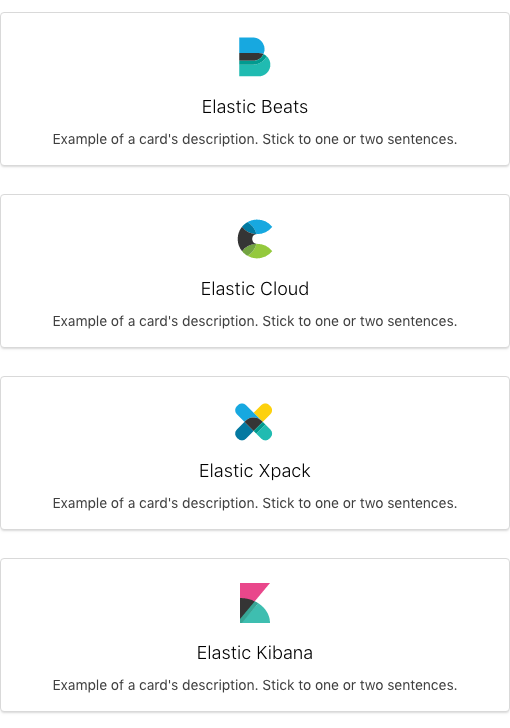 Elastic Beats
Example of a card's description. Stick to one or two sentences.
Elastic Cloud
Example of a card's description. Stick to one or two sentences.
Elastic Xpack
Example of a card's description. Stick to one or two sentences.
Elastic Kibana
Example of a card's description. Stick to one or two sentences.